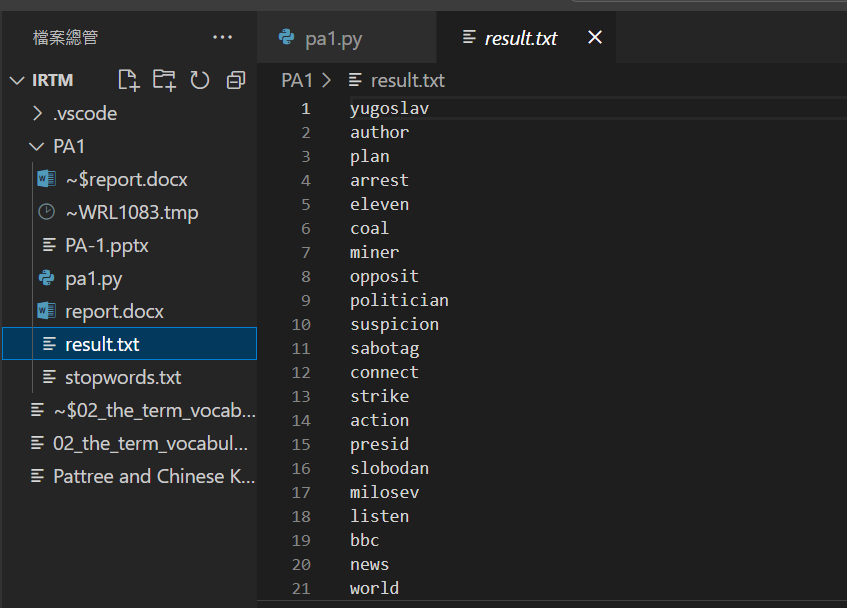 檔案總管 ...
IRTM
.vscode
PA1
~$report.docx
~WRL1083.tmp
PA-1.pptx
pa1.py
report.docx
result.txt
stopwords.txt
~$02_the_term_vocab...
02_the_term_vocabul...
Pattree and Chinese K...
pa1.py
result.txt
PA1 > result.txt
1 yugoslav
2 author
3 plan
4 arrest
5 eleven
6 coal
7 miner
8 opposit
9 politician
10 suspicion
11 sabotag
12 connect
13 strike
14 action
15 presid
16 slobodan
17 milosev
18 listen
19 bbc
20 news
21 world